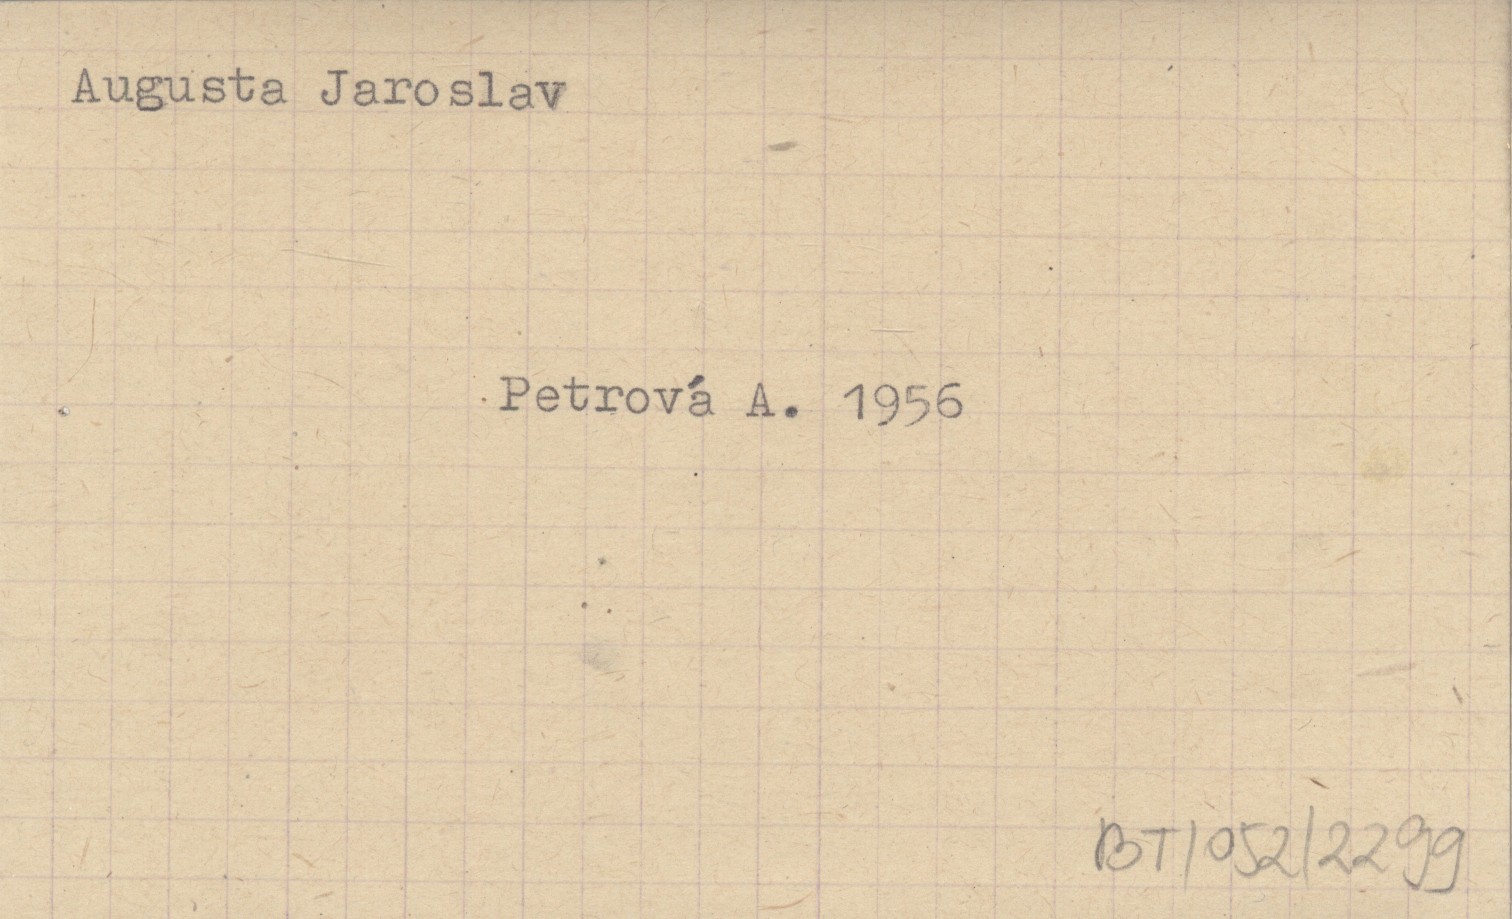 Augusta Jaroslav
Petrová A. 1956
BT/052/2299